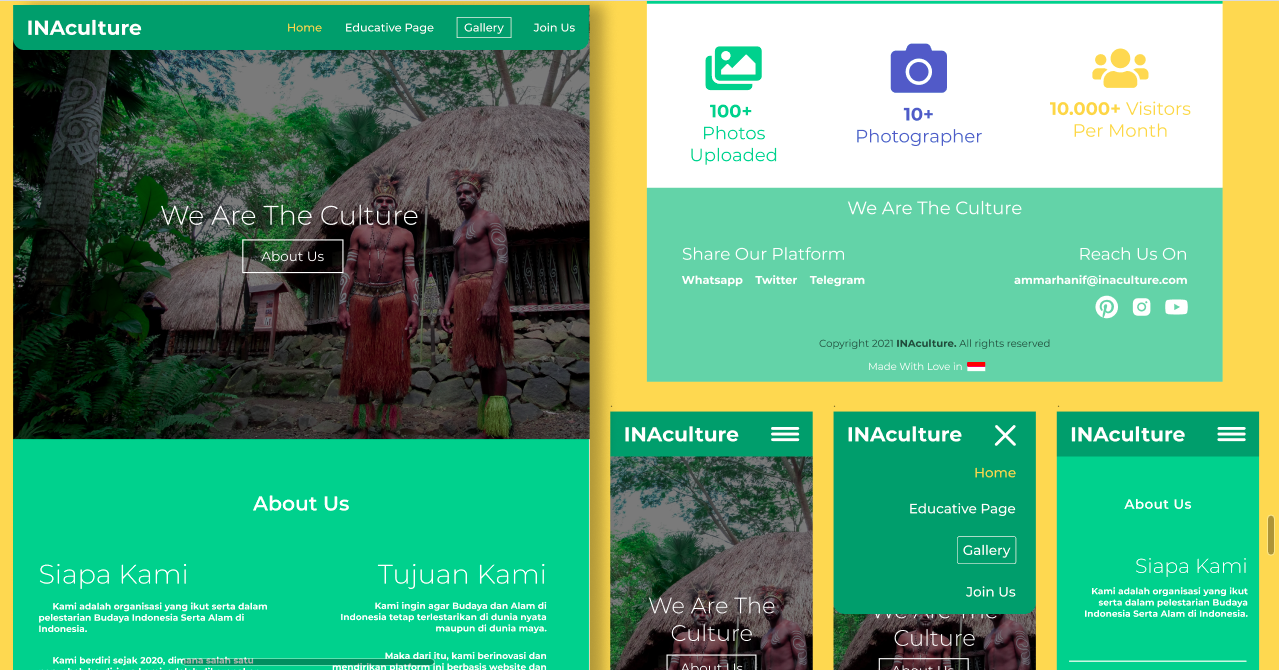 INAculture
Home Educative Page Gallery Join Us
We Are The Culture
About Us
About Us
Siapa Kami
Kami adalah organisasi yang ikut serta dalam
pelestarian Budaya Indonesia Serta Alam di
Indonesia.
Kami berdiri sejak 2020, dimana salah satu
Tujuan Kami
Kami ingin agar Budaya dan Alam di
Indonesia tetap terlestarikan di dunia nyata
maupun di dunia maya.
Maka dari itu, kami berinovasi dan
mendirikan platform ini berbasis website dan
100+
Photos
Uploaded
10+
Photographer
10.000+ Visitors
Per Month
We Are The Culture
Share Our Platform
Whatsapp Twitter Telegram
Reach Us On
ammarhanif@inaculture.com
Copyright 2021 INAculture. All rights reserved
Made With Love in
INAculture
We Are The
Culture
About Us
INAculture
Home
Educative Page
Gallery
Join Us
We Are The
Culture
About Us
INAculture
About Us
Siapa Kami
Kami adalah organisasi yang ikut
serta dalam pelestarian Budaya
Indonesia Serta Alam di Indonesia.